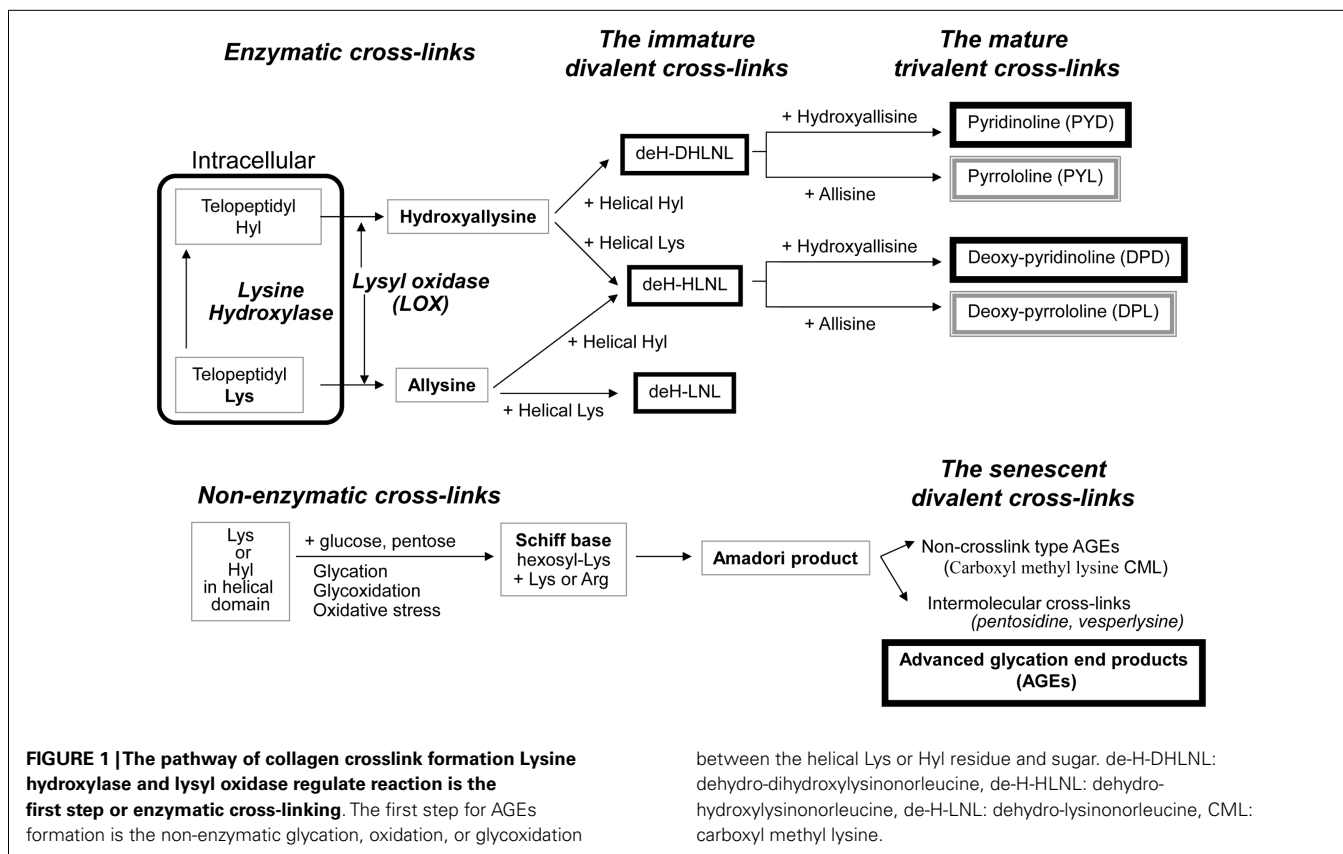 Enzymatic cross-links
The immature
divalent cross-links
The mature
trivalent cross-links
Intracellular
Telopeptidyl
Hyl
Lysine
Hydroxylase
Telopeptidyl
Lys
Lysyl oxidase
(LOX)
Hydroxyallysine
Allysine
+ Helical Hyl
+ Helical Lys
+ Helical Hyl
+ Helical Lys
deH-DHLNL
deH-HLNL
deH-LNL
+ Hydroxyallisine
+ Allisine
+ Hydroxyallisine
+ Allisine
Pyridinoline (PYD)
Pyrrololine (PYL)
Deoxy-pyridinoline (DPD)
Deoxy-pyrrololine (DPL)
Non-enzymatic cross-links
The senescent
divalent cross-links
Lys
or
Hyl
in helical
domain
+ glucose, pentose
Glycation
Glycoxidation
Oxidative stress
Schiff base
hexosyl-Lys
+ Lys or Arg
Amadori product
Non-crosslink type AGEs
(Carboxyl methyl lysine CML)
Intermolecular cross-links
(pentosidine, vesperlysine)
Advanced glycation end products
(AGEs)
FIGURE 1 | The pathway of collagen crosslink formation Lysine
hydroxylase and lysyl oxidase regulate reaction is the
first step or enzymatic cross-linking. The first step for AGEs
formation is the non-enzymatic glycation, oxidation, or glycoxidation
between the helical Lys or Hyl residue and sugar. de-H-DHLNL:
dehydro-dihydroxylysinonorleucine, de-H-HLNL: dehydro-
hydroxylysinonorleucine, de-H-LNL: dehydro-lysinonorleucine, CML:
carboxyl methyl lysine.